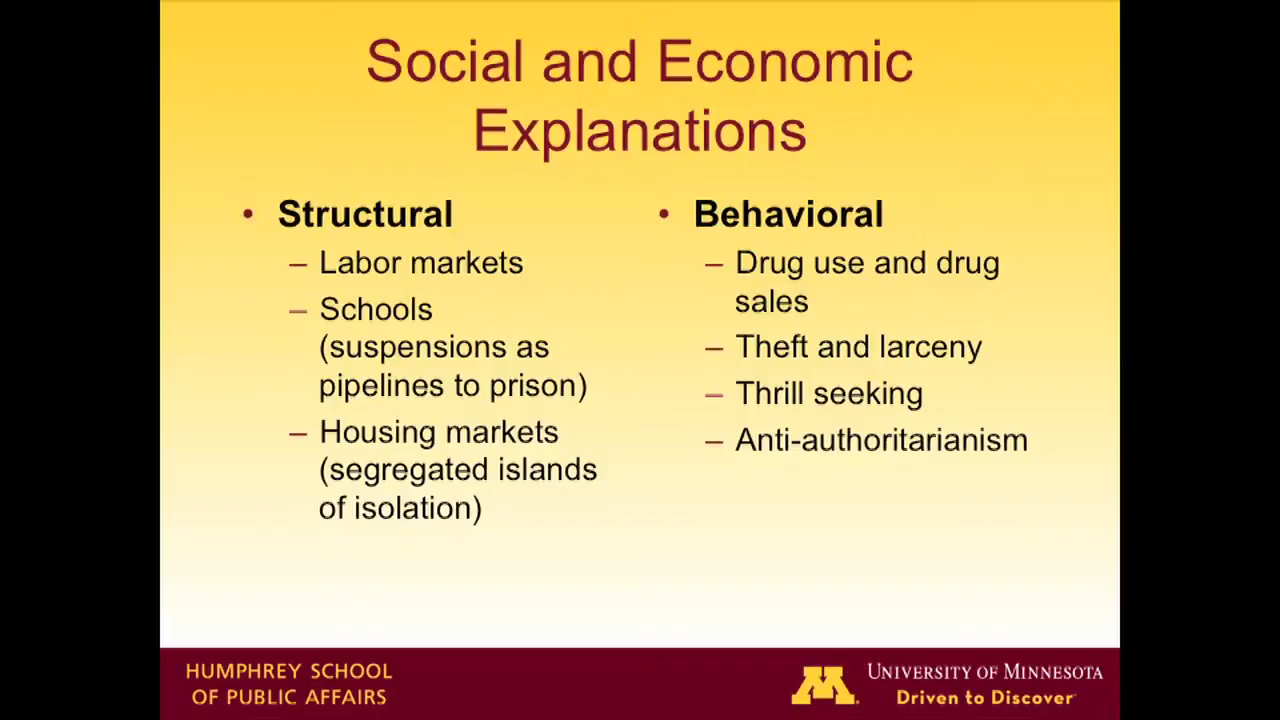 Social and Economic
Explanations
• Structural
– Labor markets
– Schools
(suspensions as
pipelines to prison)
– Housing markets
(segregated islands
of isolation)
• Behavioral
– Drug use and drug
sales
– Theft and larceny
– Thrill seeking
– Anti-authoritarianism
HUMPHREY SCHOOL
OF PUBLIC AFFAIRS
M
UNIVERSITY OF MINNESOTA
Driven to Discover